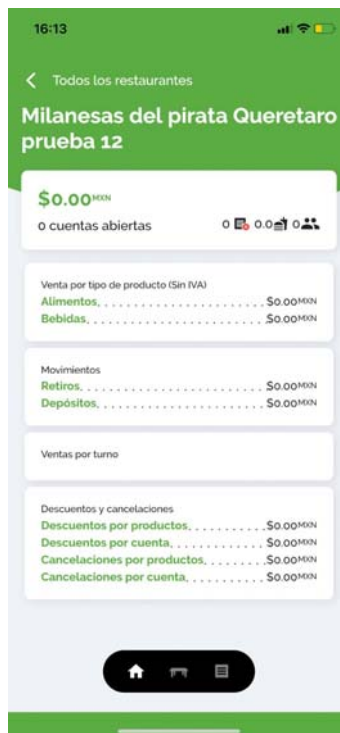 16:13
Todos los restaurantes
Milanesas del pirata Queretaro
prueba 12
$0.00MXN
0 cuentas abiertas 0 0.0 0
Venta por tipo de producto (Sin IVA)
Alimentos. . . . . . . . . . . . . . . . . . . . . . . . $0.00MXN
Bebidas. . . . . . . . . . . . . . . . . . . . . . . . . $0.00MXN
Movimientos
Retiros. . . . . . . . . . . . . . . . . . . . . . . . . . $0.00MXN
Depósitos. . . . . . . . . . . . . . . . . . . . . . . $0.00MXN
Ventas por turno
Descuentos y cancelaciones
Descuentos por productos. . . . . . . . . . . $0.00MXN
Descuentos por cuenta. . . . . . . . . . . . . $0.00MXN
Cancelaciones por productos. . . . . . . . . $0.00MXN
Cancelaciones por cuenta. . . . . . . . . . . $0.00MXN